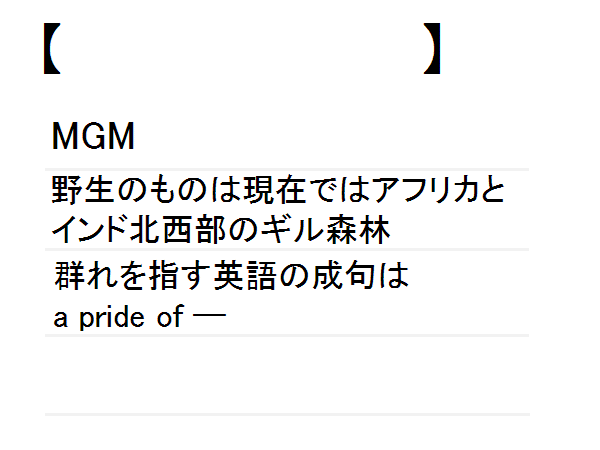 【　　　　　　　　　　　】
MGM
野生のものは現在ではアフリカと
インド北西部のギル森林
群れを指す英語の成句は
a pride of ―